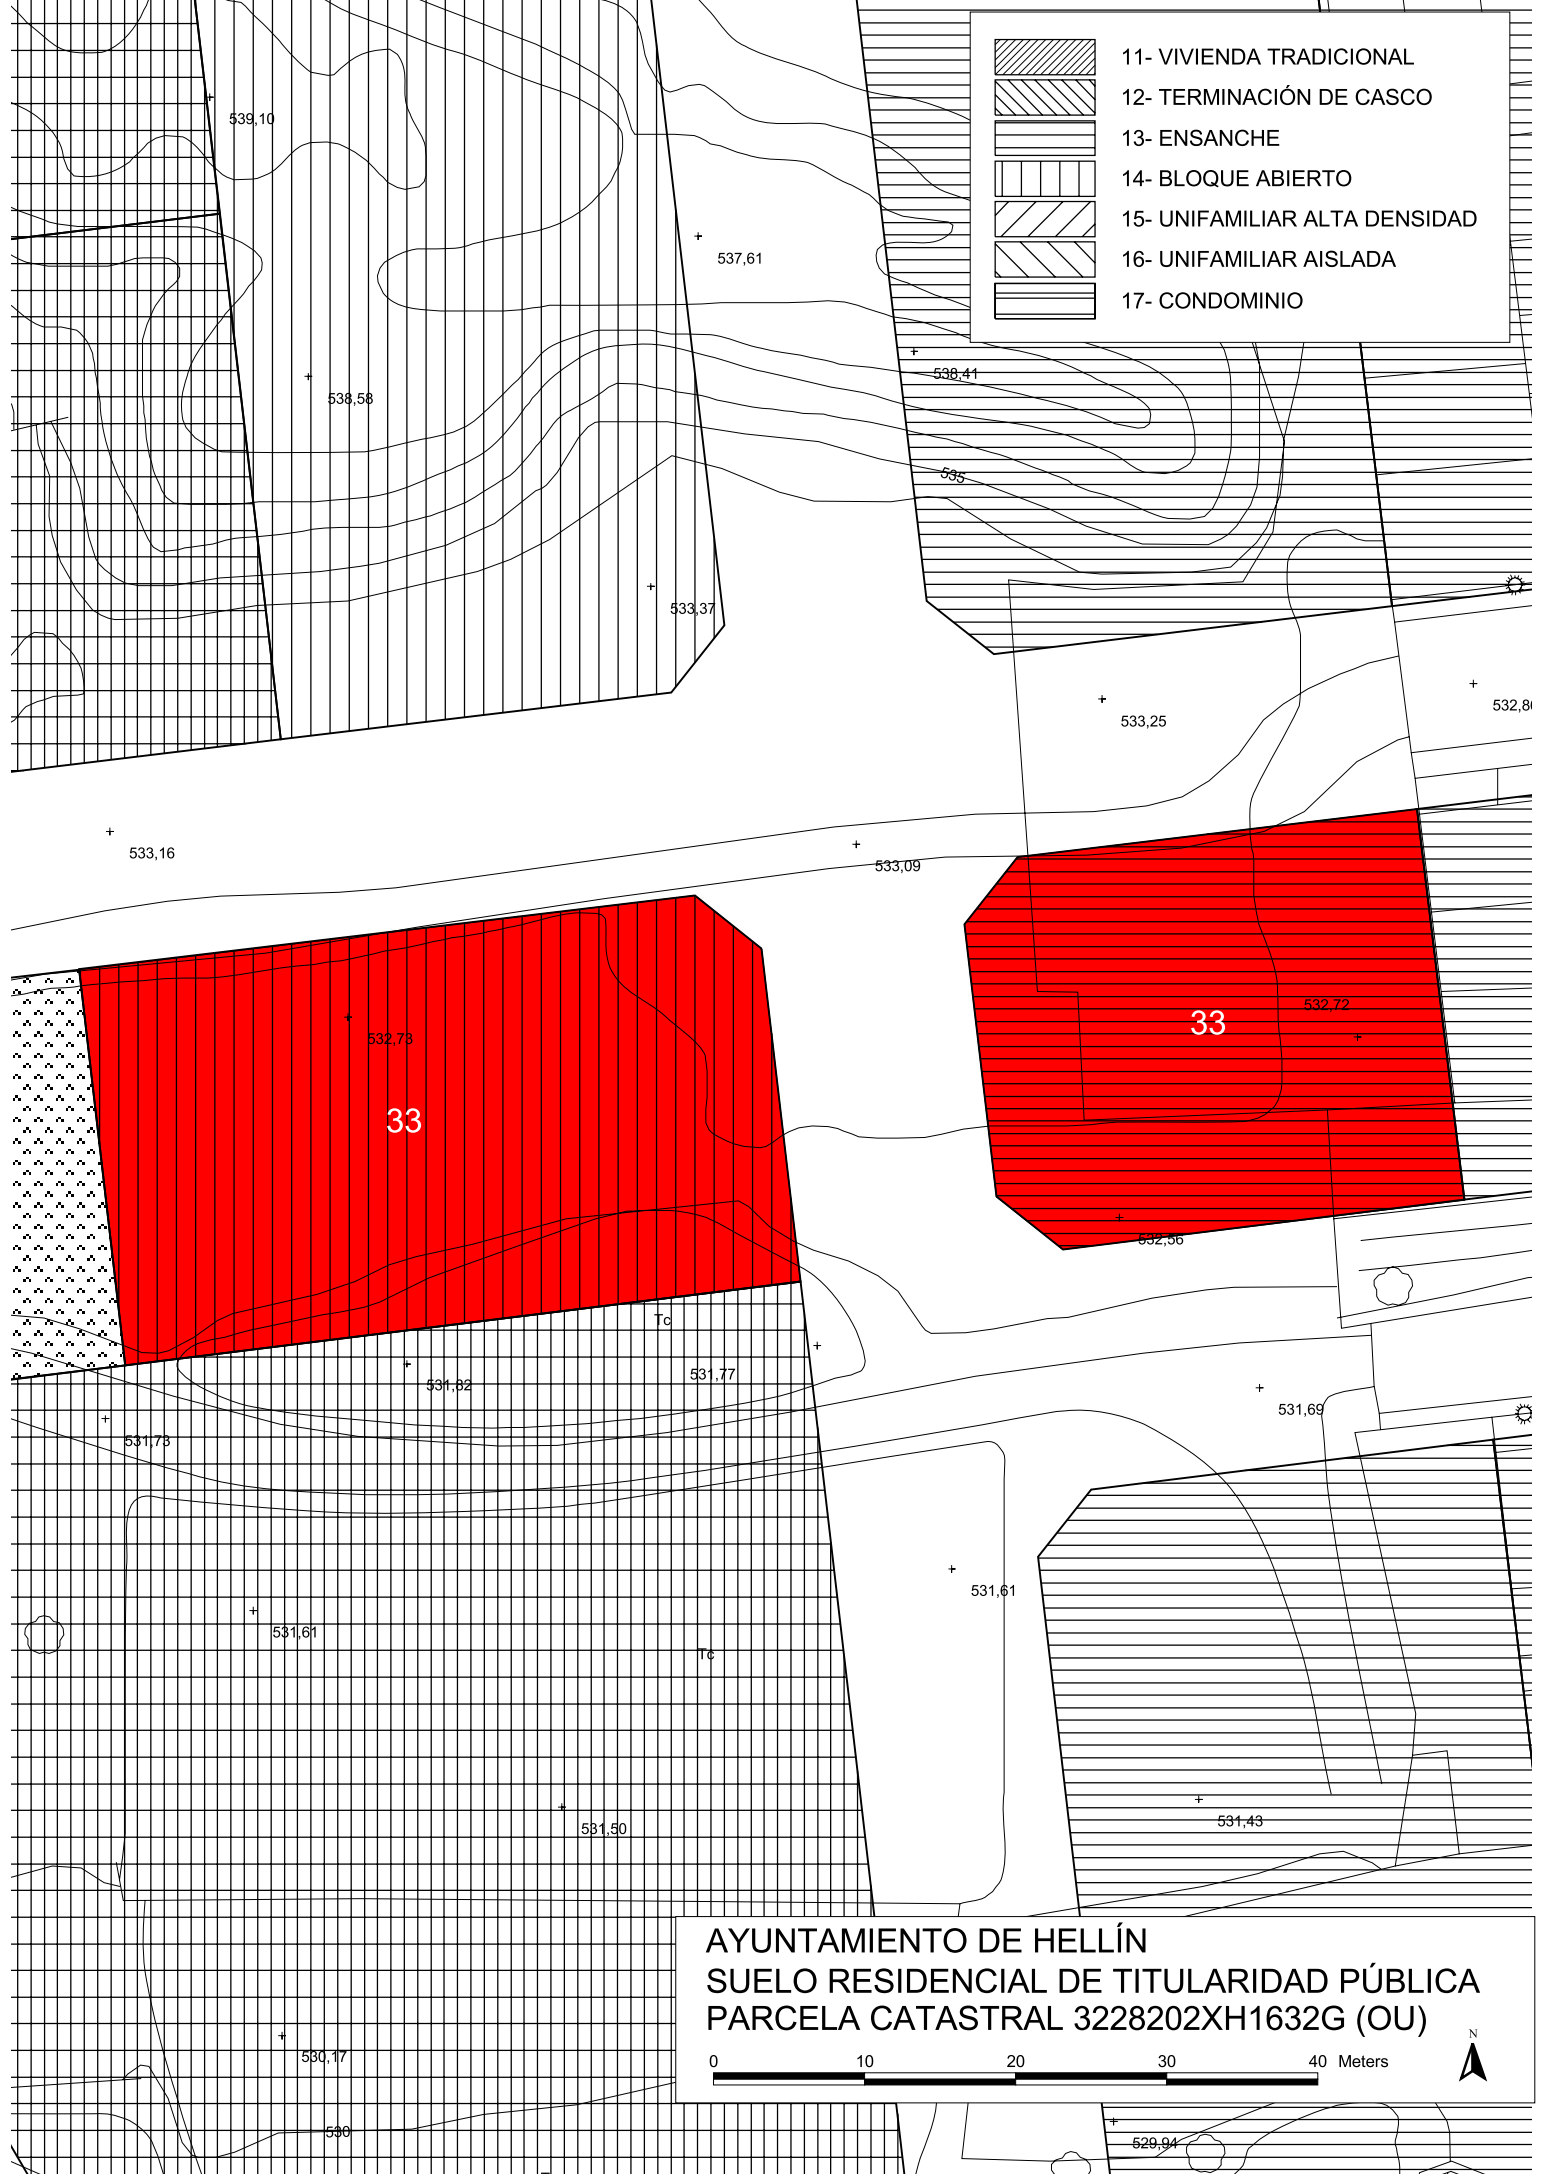 11- VIVIENDA TRADICIONAL
12- TERMINACIÓN DE CASCO
13- ENSANCHE
14- BLOQUE ABIERTO
15- UNIFAMILIAR ALTA DENSIDAD
16- UNIFAMILIAR AISLADA
17- CONDOMINIO
539,10
537,61
538,41
538,58
535
533,37
533,25
532,8
533,16
533,09
532,72
33
532,73
33
532,56
Tc
531,77
531,82
531,69
531,73
531,61
531,61
Tc
531,50
531,43
AYUNTAMIENTO DE HELLÍN
SUELO RESIDENCIAL DE TITULARIDAD PÚBLICA
PARCELA CATASTRAL 3228202XH1632G (OU)
N
0 10 20 30 40 Meters
530,17
530
529,94